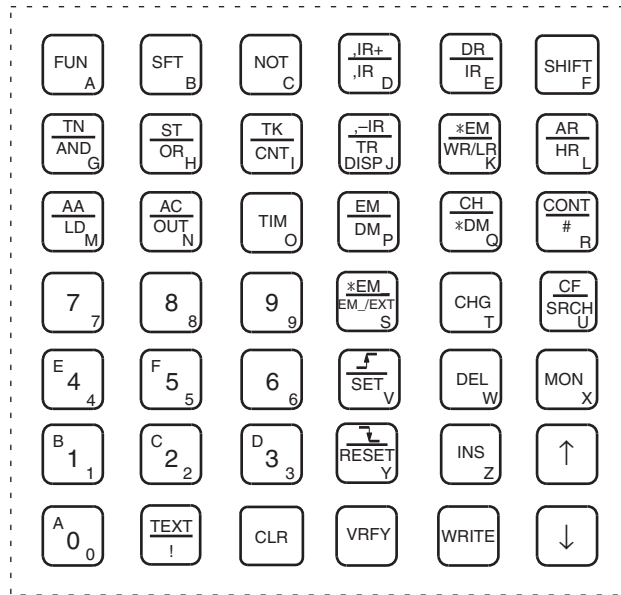 FUN A
SFT B
NOT C
,IR+ ,IR D
DR IR E
SHIFT F
TN AND G
ST OR H
TK CNT I
,–IR TR DISP J
*EM WR/LR K
AR HR L
AA LD M
AC OUT N
TIM O
EM DM P
CH *DM Q
CONT # R
7 7
8 8
9 9
*EM_ EM_/EXT S
CHG T
CF SRCH U
E 4 4
F 5 5
6 6
SET V
DEL W
MON X
B 1 1
C 2 2
D 3 3
RESET Y
INS Z
↑
A 0 0
TEXT !
CLR
VRFY
WRITE
↓